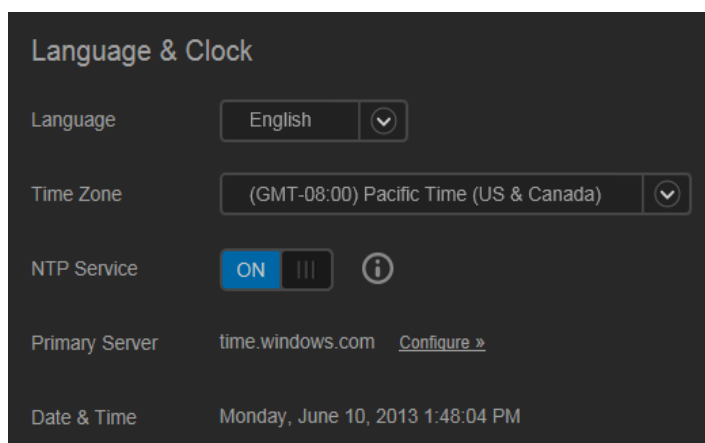 Language & Clock
Language English
Time Zone (GMT-08:00) Pacific Time (US & Canada)
NTP Service ON
Primary Server time.windows.com Configure »
Date & Time Monday, June 10, 2013 1:48:04 PM